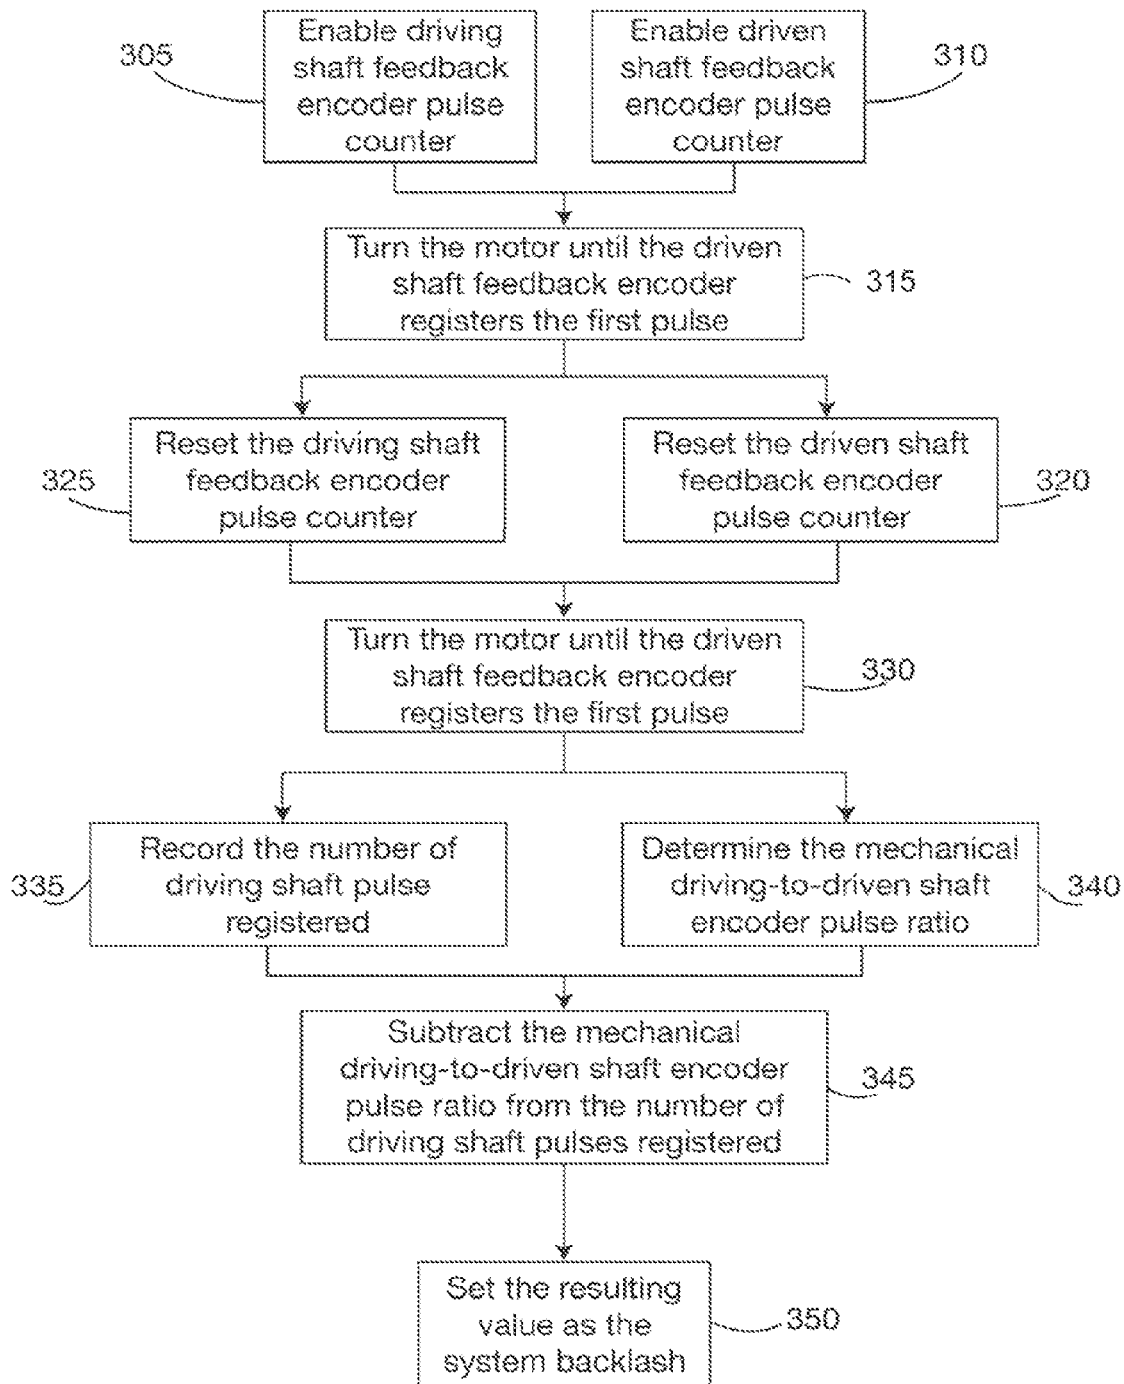 305
Enable driving
shaft feedback
encoder pulse
counter
Enable driven
shaft feedback
encoder pulse
counter
310
Turn the motor until the driven
shaft feedback encoder
registers the first pulse
315
325
Reset the driving shaft
feedback encoder
pulse counter
Reset the driven shaft
feedback encoder
pulse counter
320
Turn the motor until the driven
shaft feedback encoder
registers the first pulse
330
335
Record the number of
driving shaft pulse
registered
Determine the mechanical
driving-to-driven shaft
encoder pulse ratio
340
Subtract the mechanical
driving-to-driven shaft encoder
pulse ratio from the number of
driving shaft pulses registered
345
Set the resulting
value as the
system backlash
350